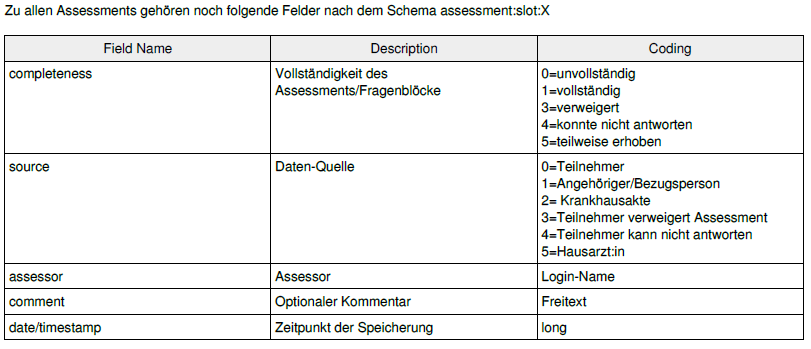 Zu allen Assessments gehören noch folgende Felder nach dem Schema assessment:slot:X
Field Name Description Coding
completeness Vollständigkeit des 0=unvollständig
Assessments/Fragenblöcke 1=vollständig
3=verweigert
4=konnte nicht antworten
5=teilweise erhoben
source Daten-Quelle 0=Teilnehmer
1=Angehöriger/Bezugsperson
2= Krankhausakte
3=Teilnehmer verweigert Assessment
4=Teilnehmer kann nicht antworten
5=Hausarzt:in
assessor Assessor Login-Name
comment Optionaler Kommentar Freitext
date/timestamp Zeitpunkt der Speicherung long